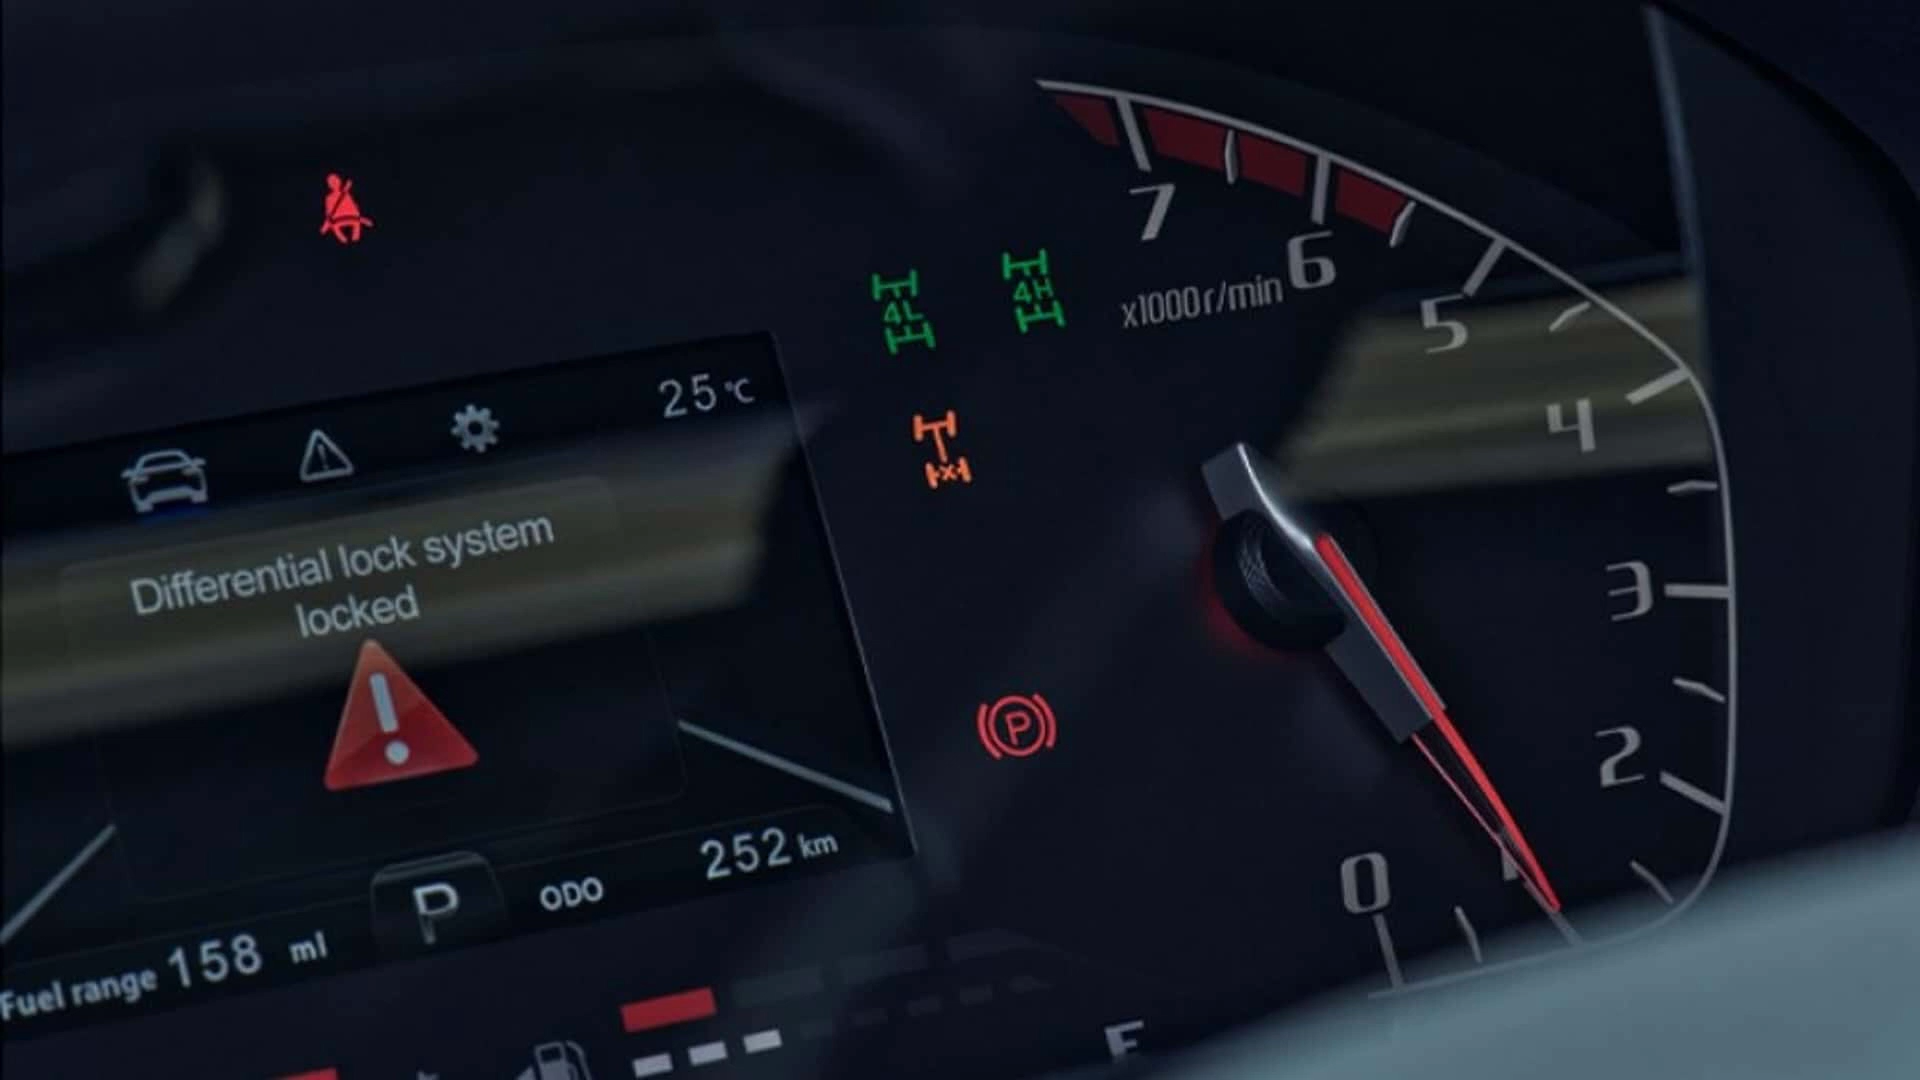 7
6
4H
4L
x1000r/min
5
25 °C
4
Differential lock system
locked
3
P
2
252 km
0
1
P
ODO
Fuel range 158 ml